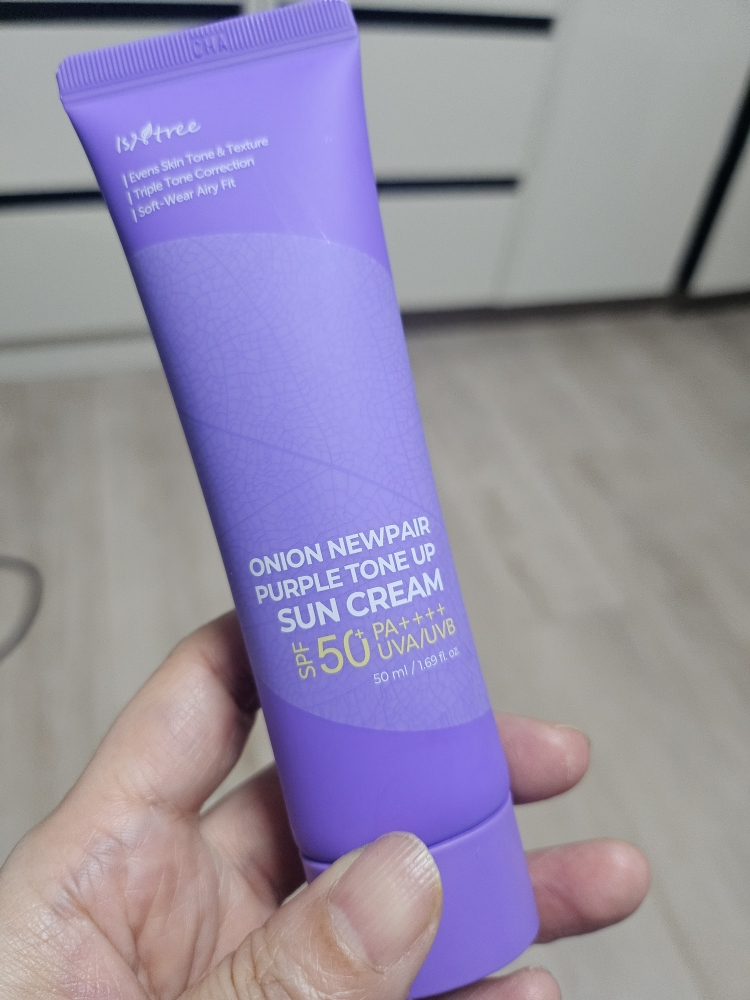 CHA
IsNtree
| Evens Skin Tone & Texture
| Triple Tone Correction
| Soft-Wear Airy Fit
ONION NEWPAIR
PURPLE TONE UP
SUN CREAM
SPF 50+ PA++++
UVA/UVB
50 ml / 1.69 fl. oz.